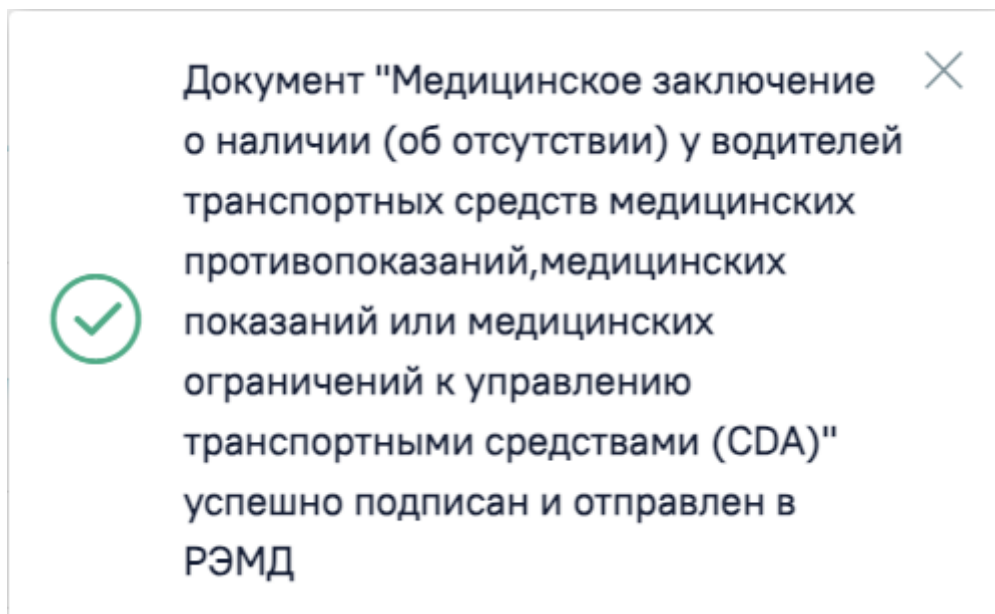 Документ "Медицинское заключение
о наличии (об отсутствии) у водителей
транспортных средств медицинских
противопоказаний,медицинских
показаний или медицинских
ограничений к управлению
транспортными средствами (CDA)"
успешно подписан и отправлен в
РЭМД